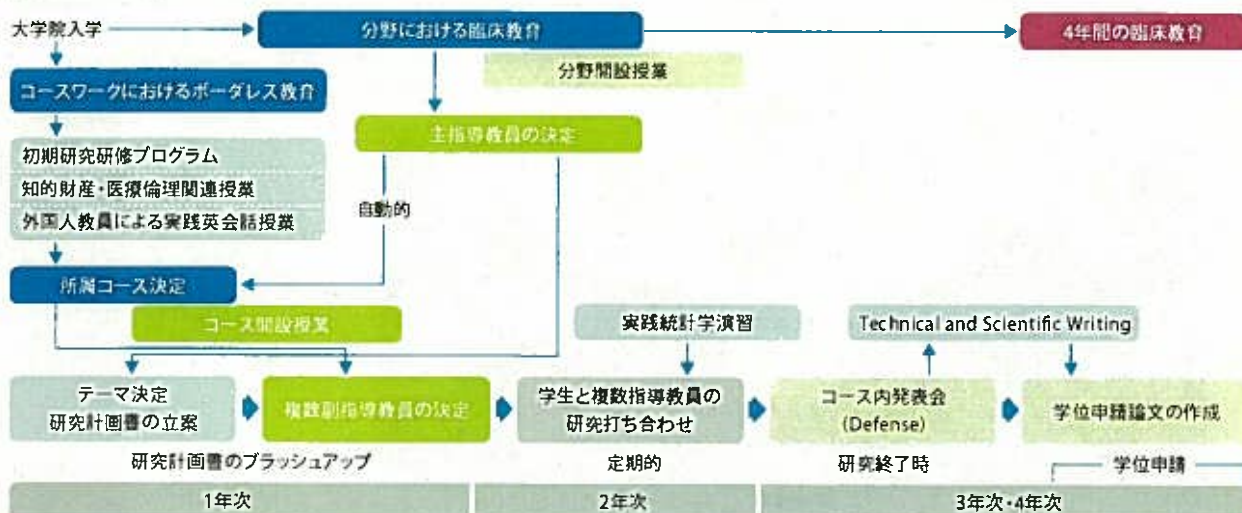 大学院入学
分野における臨床教育
4年間の臨床教育
分野開設授業
コースワークにおけるボーダレス教育
主指導教員の決定
初期研究研修プログラム
知的財産・医療倫理関連授業
外国人教員による実践英会話授業
自動的
所属コース決定
コース開設授業
実践統計学演習
Technical and Scientific Writing
テーマ決定
研究計画書の立案
複数副指導教員の決定
学生と複数指導教員の
研究打ち合わせ
コース内発表会
(Defense)
学位申請論文の作成
研究計画書のブラッシュアップ
定期的
研究終了時
学位申請
1年次
2年次
3年次・4年次